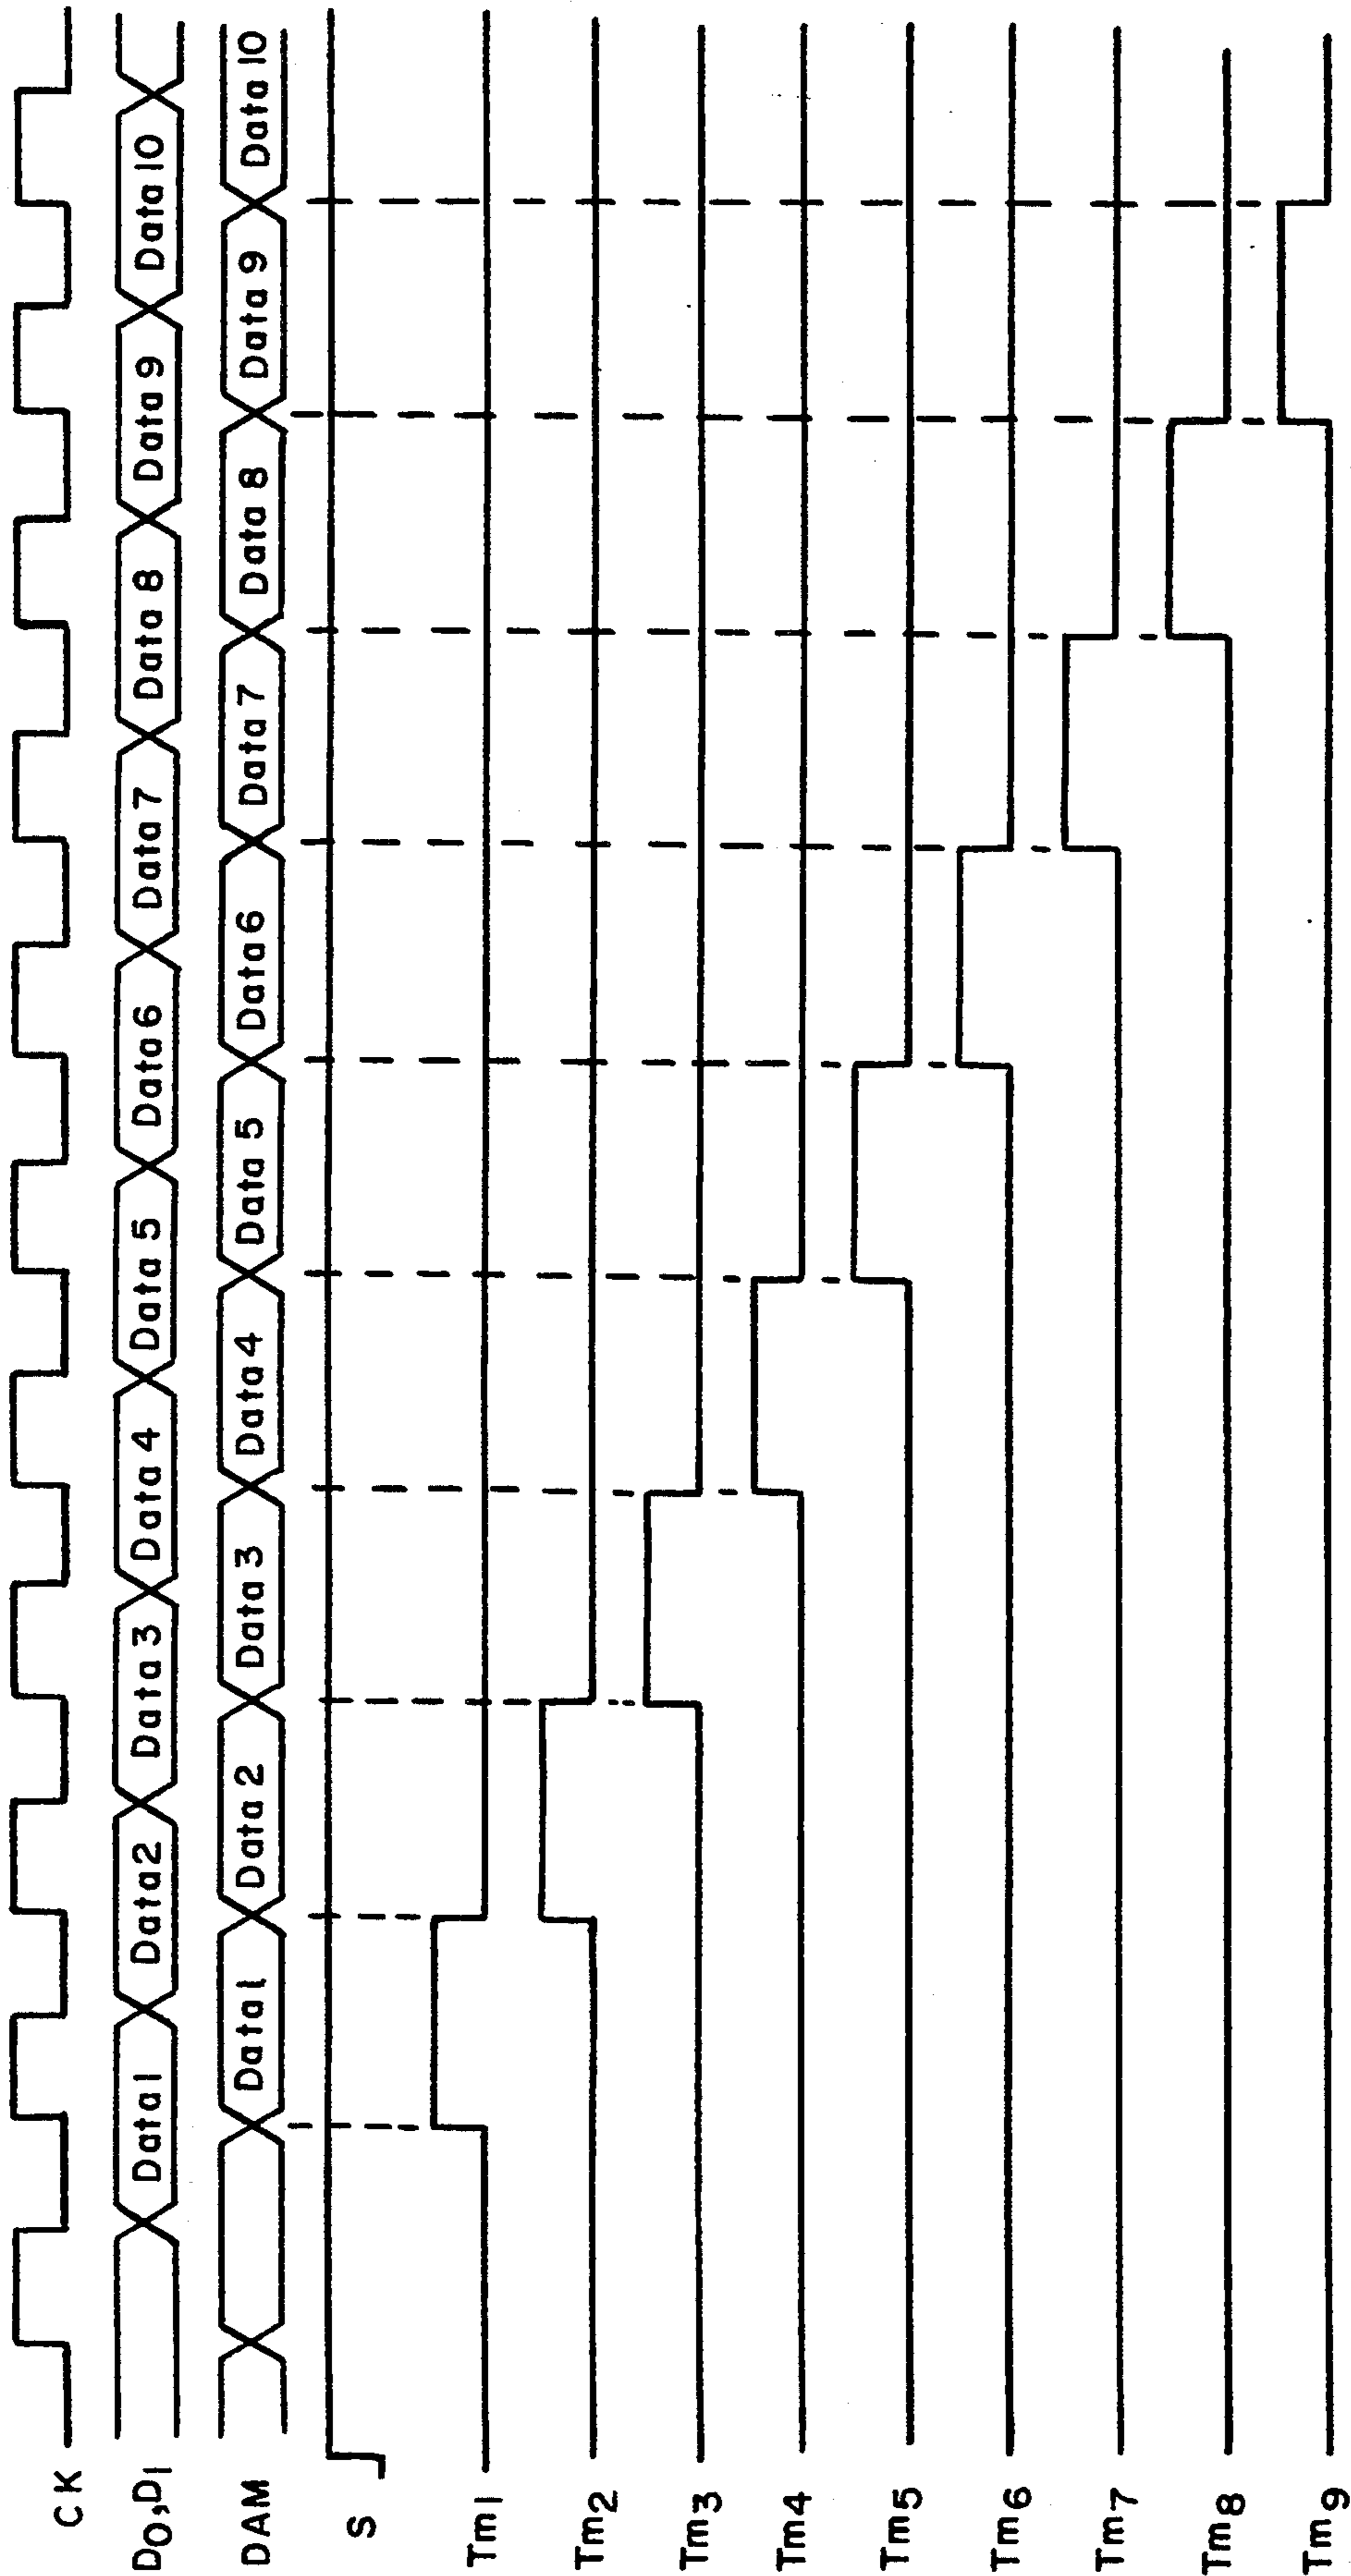 CK
D0,D1 Data1 Data2 Data3 Data4 Data5 Data6 Data7 Data8 Data9 Data10
DAM Data1 Data2 Data3 Data4 Data5 Data6 Data7 Data8 Data9 Data10
S
Tm1
Tm2
Tm3
Tm4
Tm5
Tm6
Tm7
Tm8
Tm9